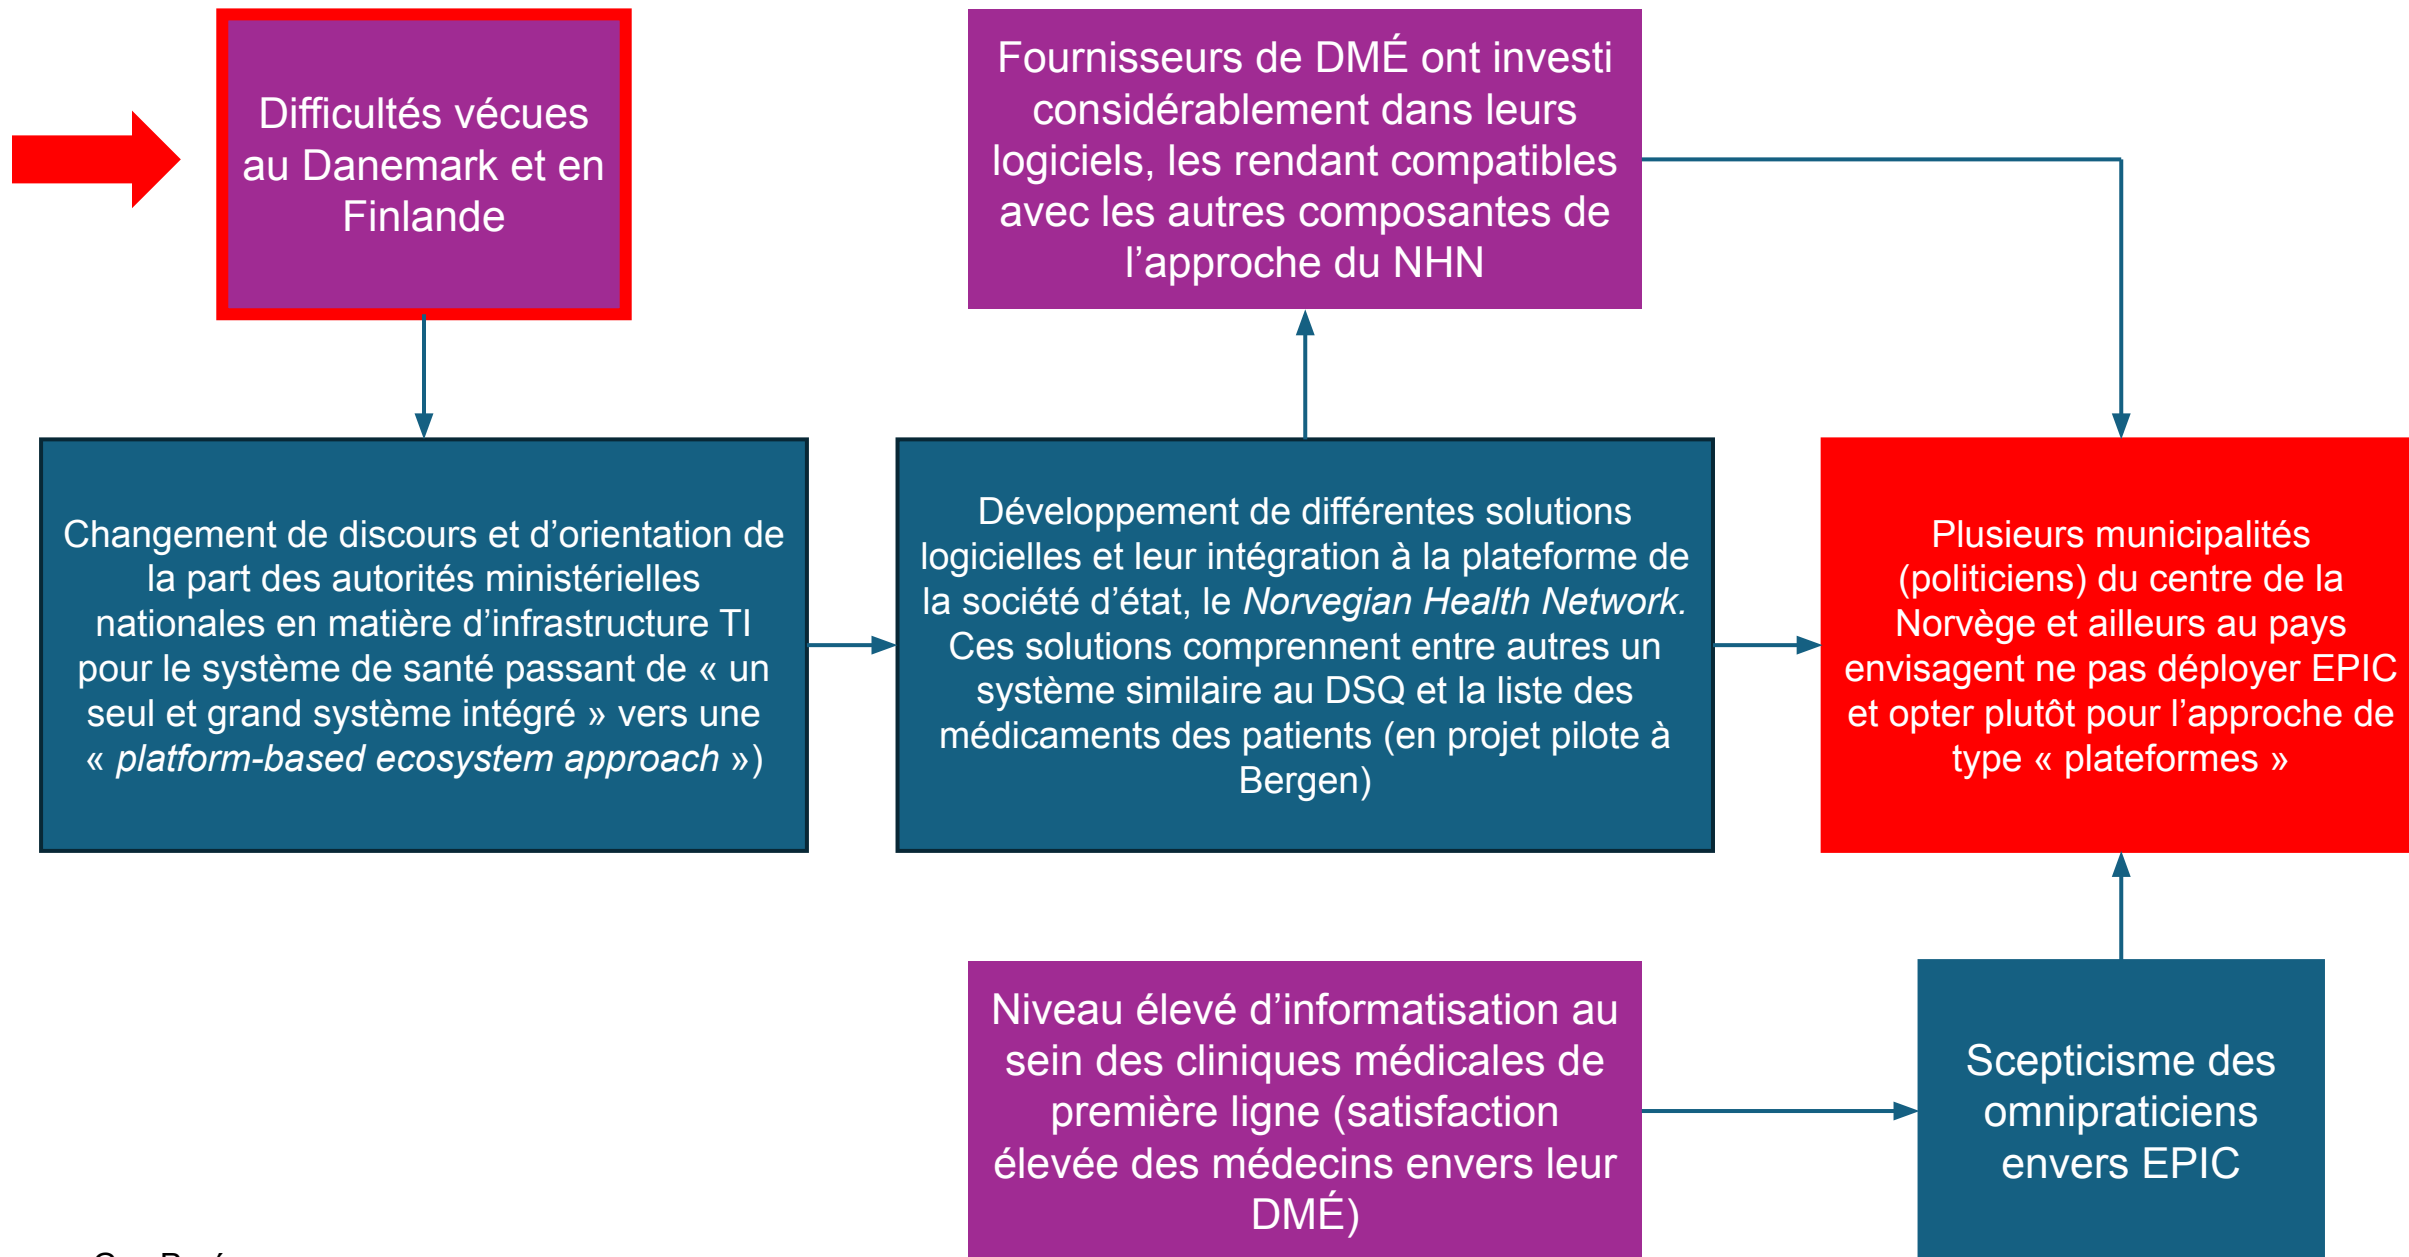 Difficultés vécues
au Danemark et en
Finlande
Fournisseurs de DMÉ ont investi
considérablement dans leurs
logiciels, les rendant compatibles
avec les autres composantes de
l’approche du NHN
Changement de discours et d’orientation de
la part des autorités ministérielles
nationales en matière d’infrastructure TI
pour le système de santé passant de « un
seul et grand système intégré » vers une
« platform-based ecosystem approach »)
Développement de différentes solutions
logicielles et leur intégration à la plateforme de
la société d’état, le Norvegian Health Network.
Ces solutions comprennent entre autres un
système similaire au DSQ et la liste des
médicaments des patients (en projet pilote à
Bergen)
Plusieurs municipalités
(politiciens) du centre de la
Norvège et ailleurs au pays
envisagent ne pas déployer EPIC
et opter plutôt pour l’approche de
type « plateformes »
Niveau élevé d’informatisation au
sein des cliniques médicales de
première ligne (satisfaction
élevée des médecins envers leur
DMÉ)
Scepticisme des
omnipraticiens
envers EPIC